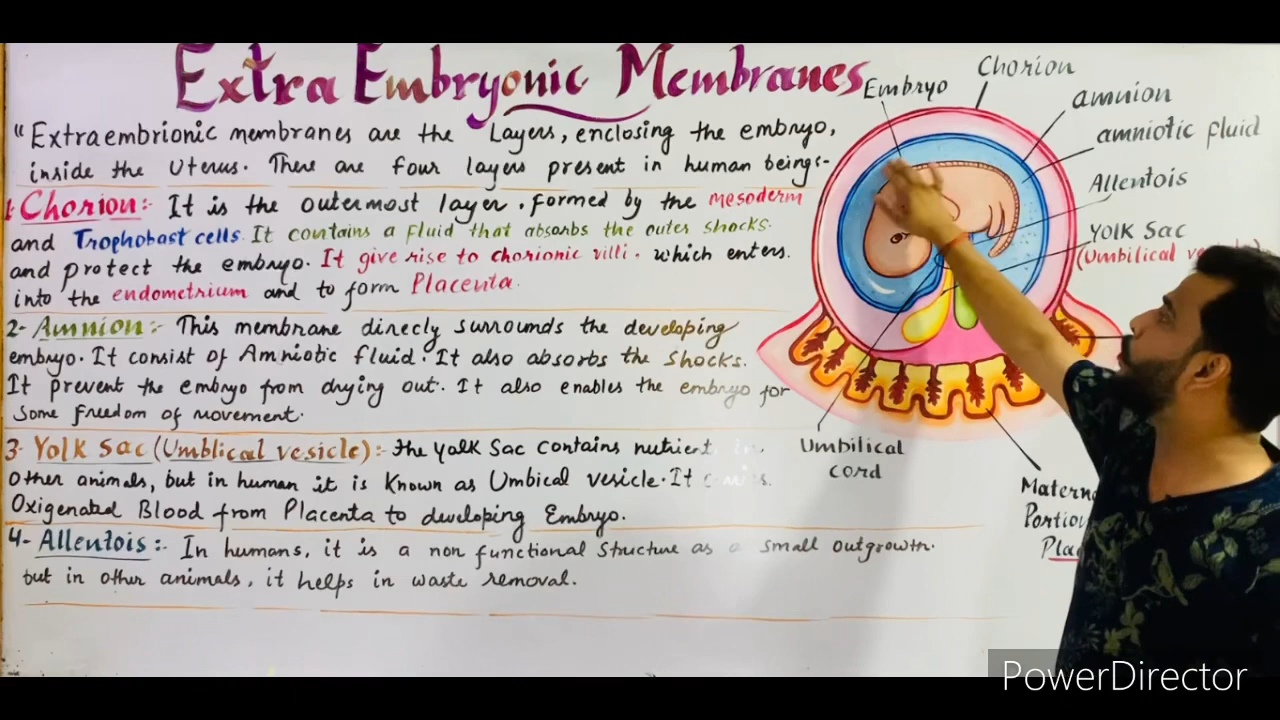 Extra Embryonic Membranes
"Extraembrionic membranes are the Layers, enclosing the embryo,
inside the Uterus. There are four layers present in human beings-
1- Chorion:- It is the outermost layer, formed by the mesoderm
and Trophobast cells. It contains a fluid that absorbs the outer shocks.
and protect the embryo. It give rise to chorionic villi, which enters.
into the endometrium and to form Placenta.
2- Amnion:- This membrane direcly surrounds the developing
embryo. It consist of Amniotic fluid. It also absorbs the shocks.
It prevent the embryo from drying out. It also enables the embryo for
some freedom of movement.
3- Yolk Sac (Umblical vesicle):- the yolk sac contains nutrient
other animals, but in human it is known as Umbical vesicle. It
Oxigenated Blood from Placenta to developing Embryo.
4- Allentois:- In humans, it is a non functional structure as a small outgrowth.
but in other animals, it helps in waste removal.
Embryo
Chorion
amnion
amniotic fluid
Allentois
Yolk Sac
(Umbilical
Umbilical
cord
PowerDirector